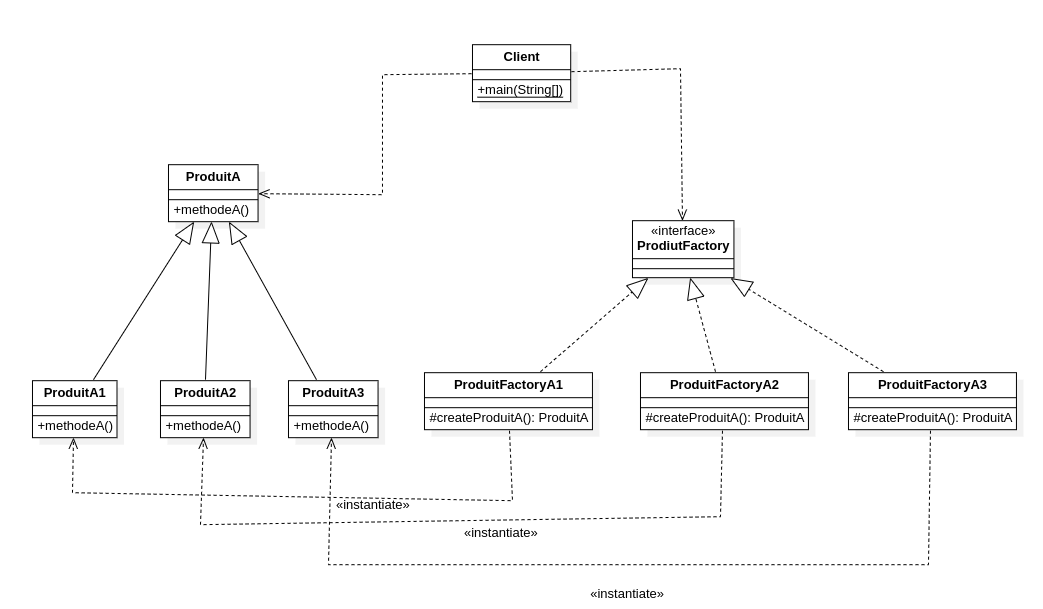 Client
+main(String[])
ProduitA
+methodeA()
«interface»
ProdiutFactory
ProduitA1
+methodeA()
ProduitA2
+methodeA()
ProduitA3
+methodeA()
ProduitFactoryA1
#createProduitA(): ProduitA
ProduitFactoryA2
#createProduitA(): ProduitA
ProduitFactoryA3
#createProduitA(): ProduitA
«instantiate»
«instantiate»
«instantiate»